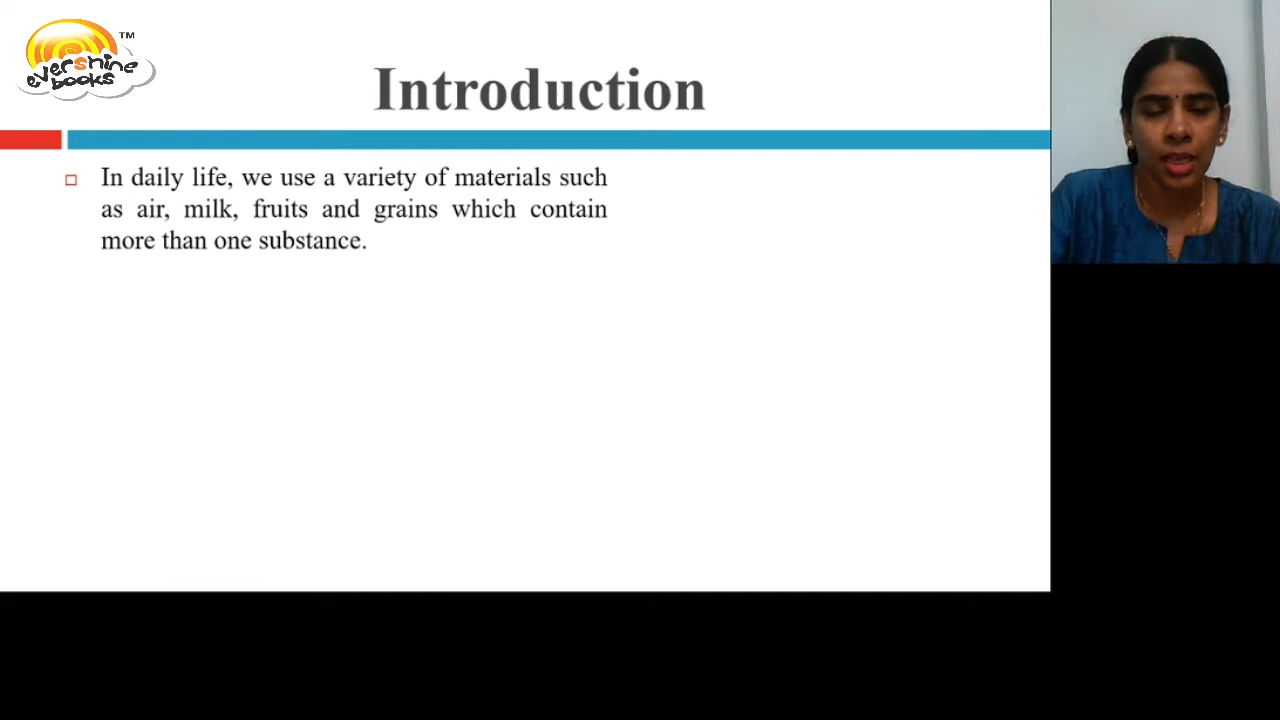 evershine books ™
Introduction
In daily life, we use a variety of materials such
as air, milk, fruits and grains which contain
more than one substance.